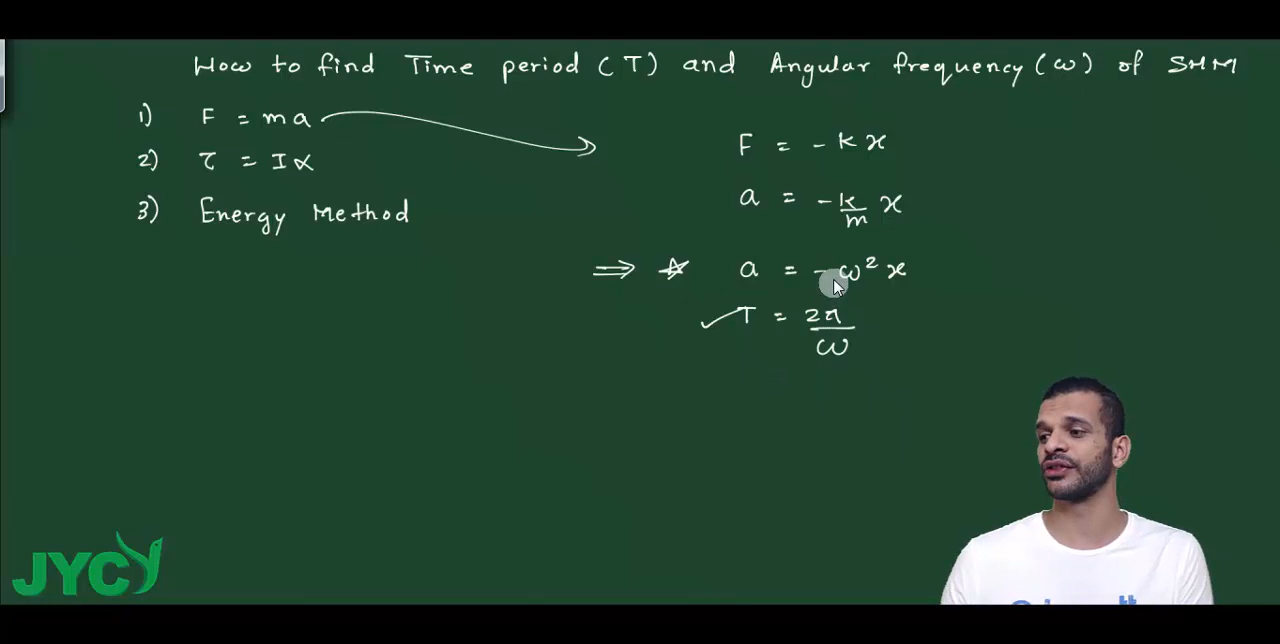 How to find Time period (T) and Angular frequency (ω) of SHM
1) F = ma
2) τ = Iα
3) Energy Method
F = -kx
a = -k/m x
⇒ ☆ a = -ω² x
✓ T = 2π/ω
JYC